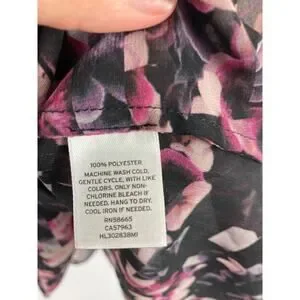 100% POLYESTER
MACHINE WASH COLD,
GENTLE CYCLE, WITH LIKE
COLORS. ONLY NON-
CHLORINE BLEACH IF
NEEDED. HANG TO DRY.
COOL IRON IF NEEDED.
RN58665
CA57963
HL302838MI